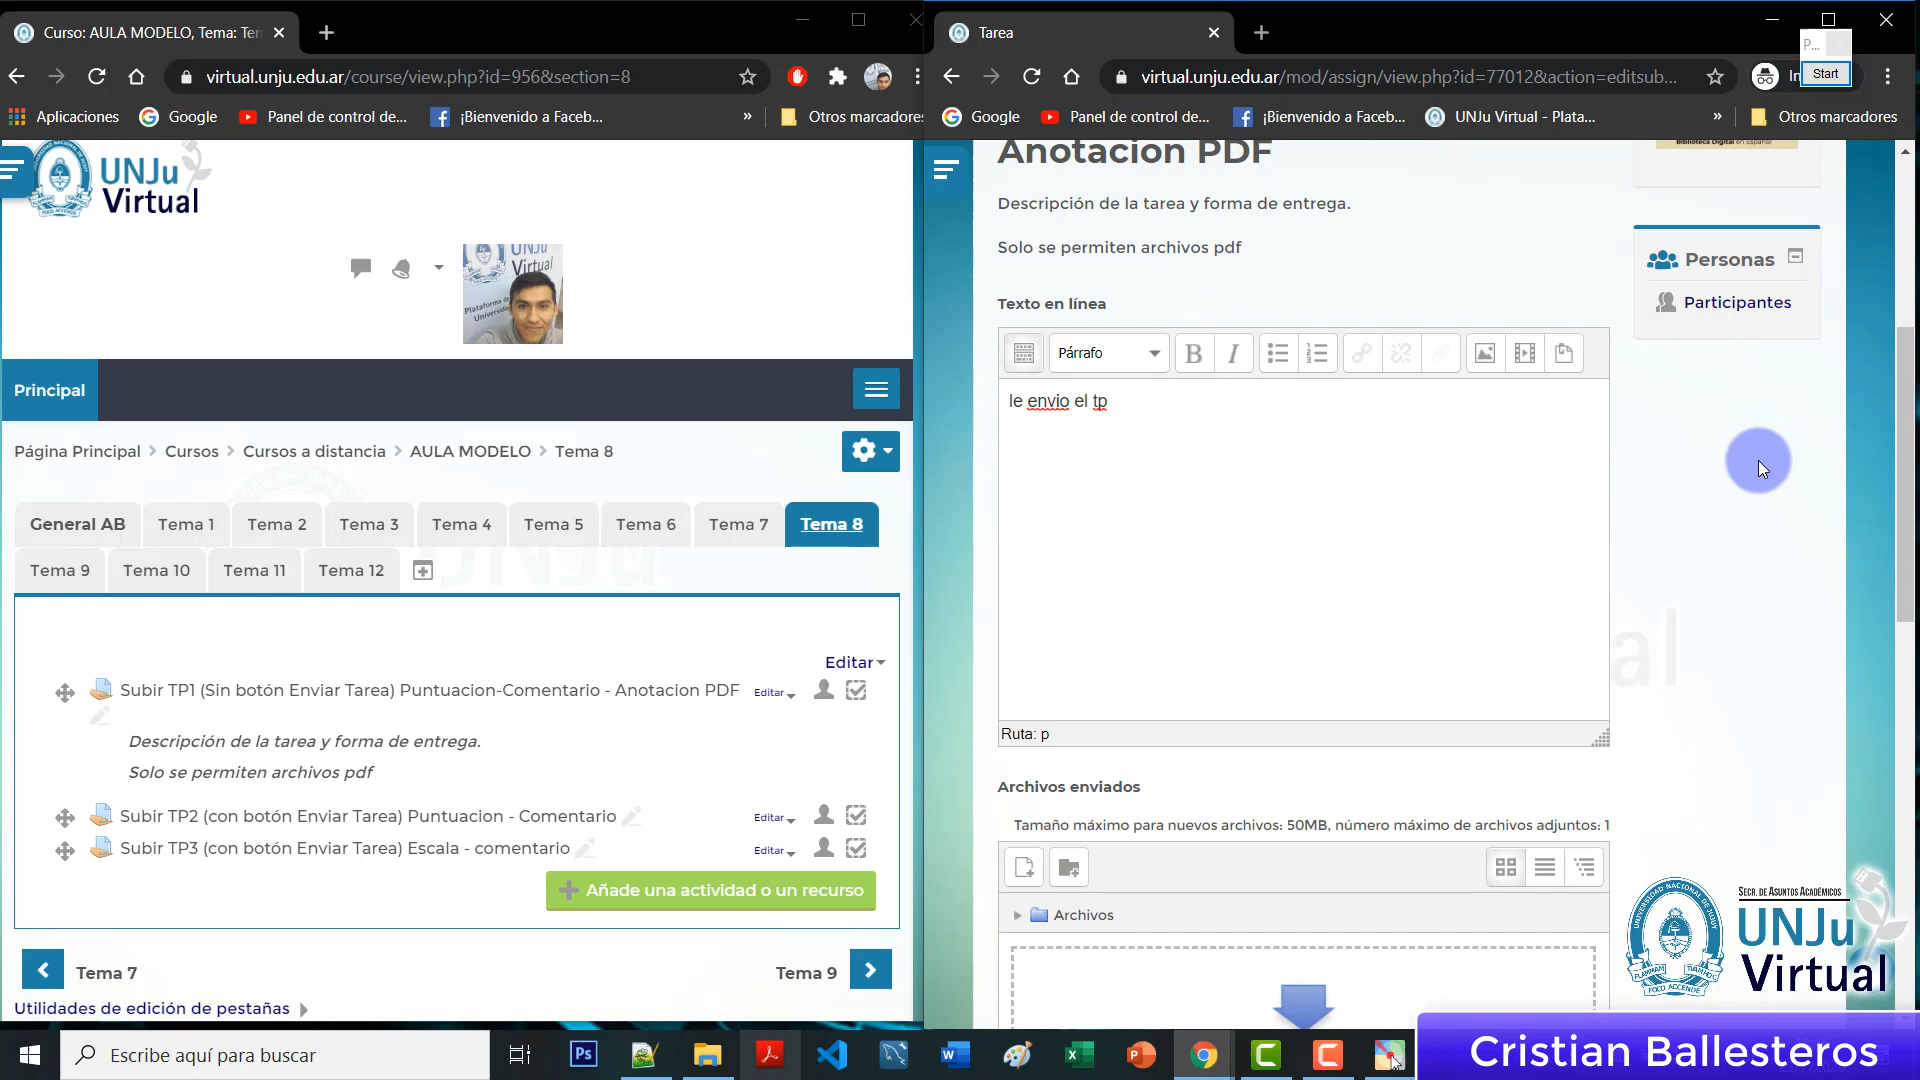 Curso: AULA MODELO, Tema: Tem
virtual.unju.edu.ar/course/view.php?id=956&section=8
Aplicaciones
Google
Panel de control de...
¡Bienvenido a Faceb...
»
Otros marcadores
UNJu
Virtual
Principal
Página Principal > Cursos > Cursos a distancia > AULA MODELO > Tema 8
General AB
Tema 1
Tema 2
Tema 3
Tema 4
Tema 5
Tema 6
Tema 7
Tema 8
Tema 9
Tema 10
Tema 11
Tema 12
Editar
Subir TP1 (Sin botón Enviar Tarea) Puntuacion-Comentario - Anotacion PDF
Editar
Descripción de la tarea y forma de entrega.
Solo se permiten archivos pdf
Subir TP2 (con botón Enviar Tarea) Puntuacion - Comentario
Editar
Subir TP3 (con botón Enviar Tarea) Escala - comentario
Editar
Añade una actividad o un recurso
Tema 7
Tema 9
Utilidades de edición de pestañas
Tarea
P...
Start
virtual.unju.edu.ar/mod/assign/view.php?id=77012&action=editsub...
In
Google
Panel de control de...
¡Bienvenido a Faceb...
UNJu Virtual - Plata...
»
Otros marcadores
Anotacion PDF
Biblioteca Digital en Español
Descripción de la tarea y forma de entrega.
Solo se permiten archivos pdf
Personas
Participantes
Texto en línea
Párrafo
B
I
le envio el tp
Ruta: p
Archivos enviados
Tamaño máximo para nuevos archivos: 50MB, número máximo de archivos adjuntos: 1
Archivos
Secr. de Asuntos Académicos
UNJu
Virtual
Escribe aquí para buscar
Cristian Ballesteros